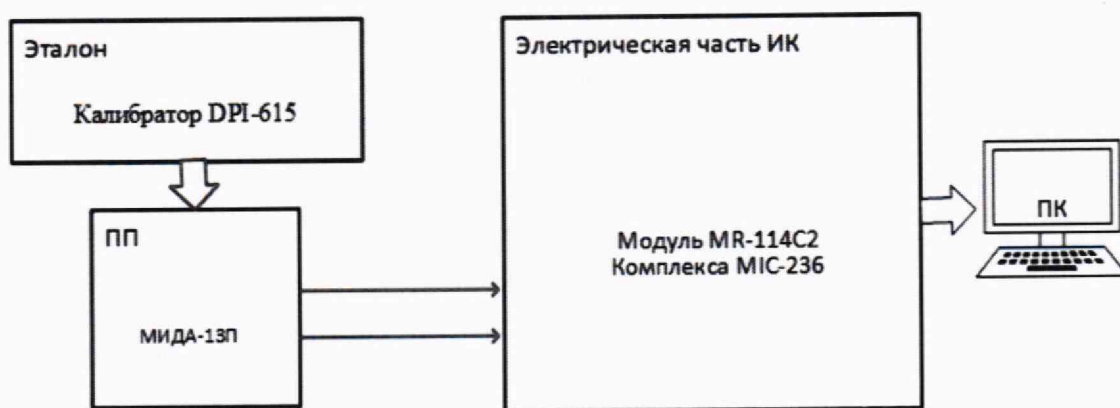 Эталон
Калибратор DPI-615
ПП
МИДА-13П
Электрическая часть ИК
Модуль MR-114C2
Комплекса MIC-236
ПК